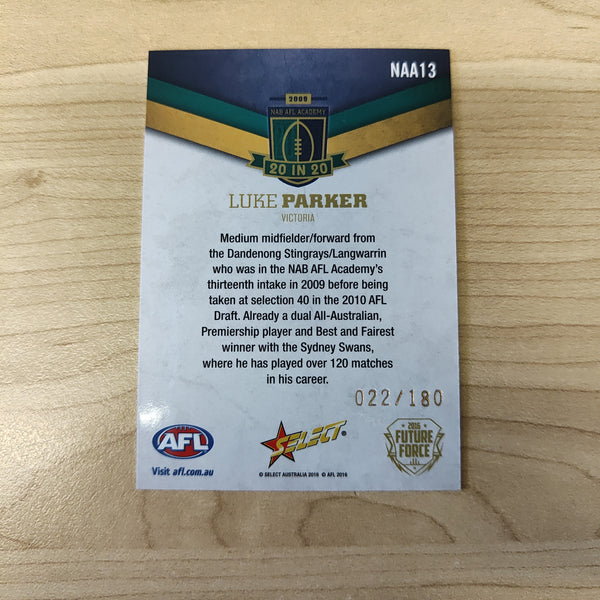 NAA13
2009
NAB AFL ACADEMY
20 IN 20
LUKE PARKER
VICTORIA
Medium midfielder/forward from
the Dandenong Stingrays/Langwarrin
who was in the NAB AFL Academy's
thirteenth intake in 2009 before being
taken at selection 40 in the 2010 AFL
Draft. Already a dual All-Australian,
Premiership player and Best and Fairest
winner with the Sydney Swans,
where he has played over 120 matches
in his career.
022/180
AFL
Visit afl.com.au
SELECT
© SELECT AUSTRALIA 2016 © AFL 2016
2016
FUTURE
FORCE